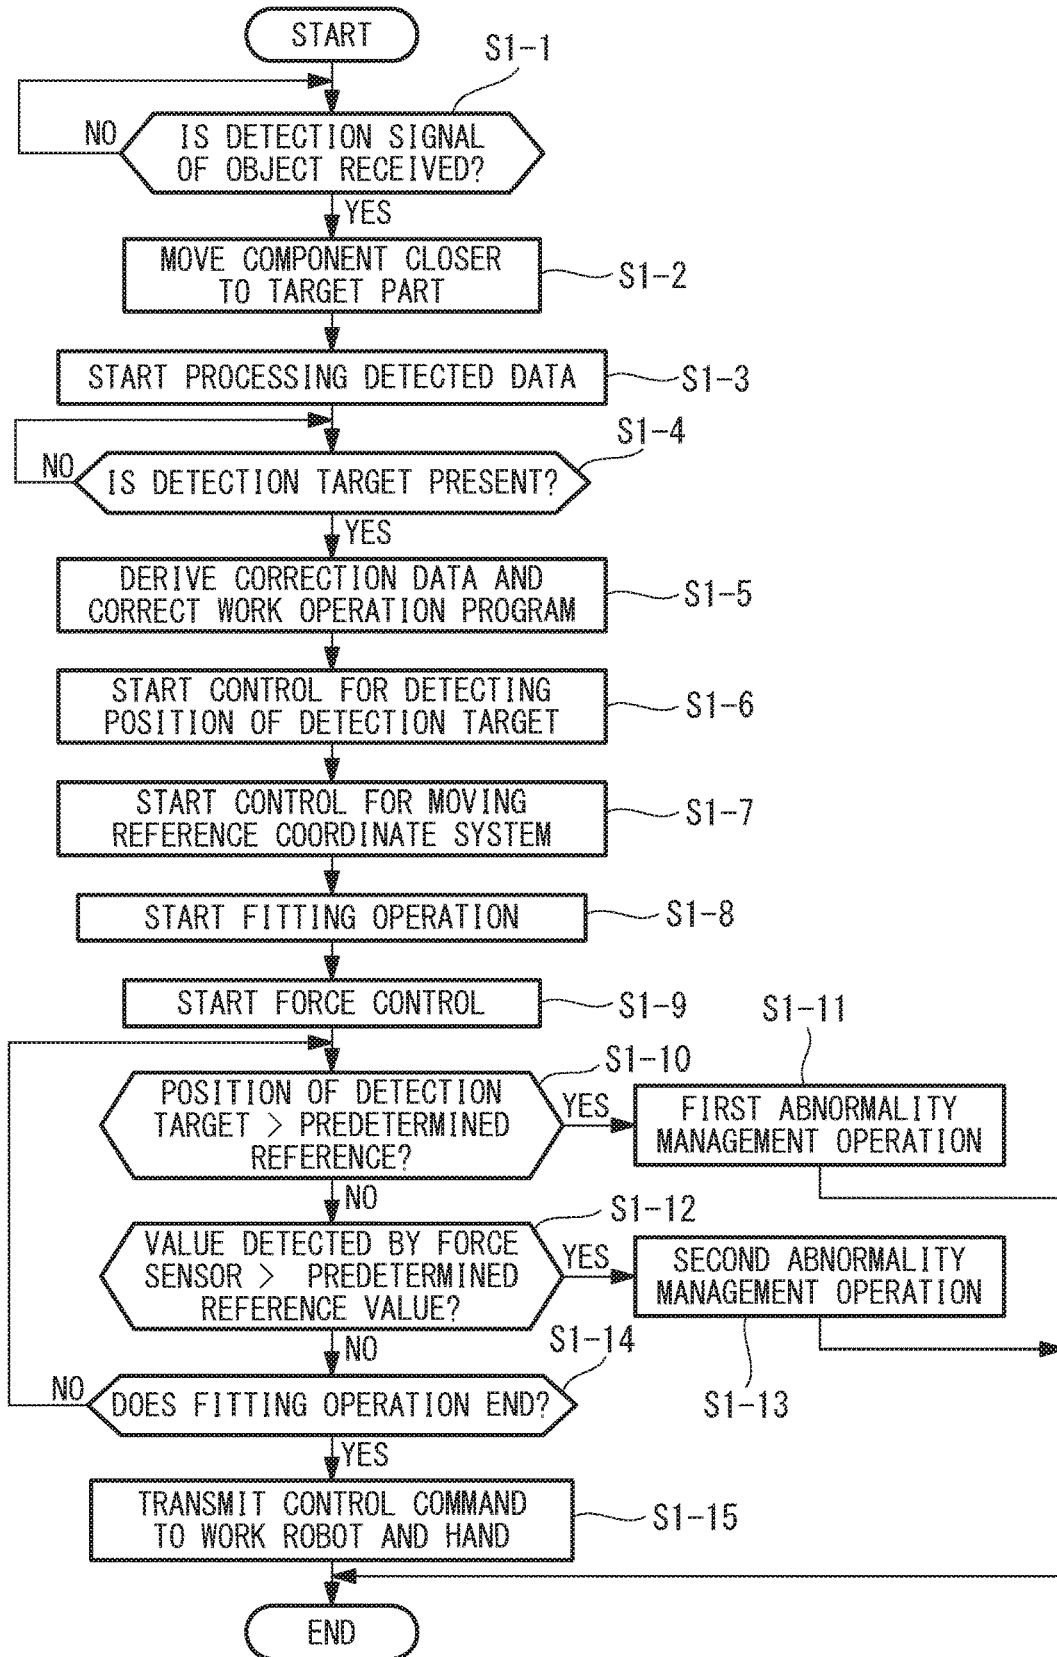 START
S1-1
NO
IS DETECTION SIGNAL
OF OBJECT RECEIVED?
YES
MOVE COMPONENT CLOSER
TO TARGET PART
S1-2
START PROCESSING DETECTED DATA
S1-3
S1-4
NO
IS DETECTION TARGET PRESENT?
YES
DERIVE CORRECTION DATA AND
CORRECT WORK OPERATION PROGRAM
S1-5
START CONTROL FOR DETECTING
POSITION OF DETECTION TARGET
S1-6
START CONTROL FOR MOVING
REFERENCE COORDINATE SYSTEM
S1-7
START FITTING OPERATION
S1-8
START FORCE CONTROL
S1-9
S1-10
POSITION OF DETECTION
TARGET > PREDETERMINED
REFERENCE?
YES
S1-11
FIRST ABNORMALITY
MANAGEMENT OPERATION
NO
S1-12
VALUE DETECTED BY FORCE
SENSOR > PREDETERMINED
REFERENCE VALUE?
YES
SECOND ABNORMALITY
MANAGEMENT OPERATION
S1-13
NO
S1-14
NO
DOES FITTING OPERATION END?
YES
TRANSMIT CONTROL COMMAND
TO WORK ROBOT AND HAND
S1-15
END